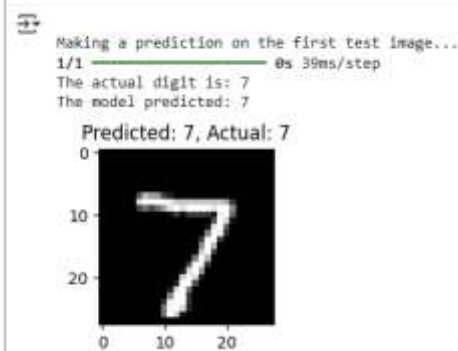 Making a prediction on the first test image...
1/1 0s 39ms/step
The actual digit is: 7
The model predicted: 7
Predicted: 7, Actual: 7
0
10
20
7
0 10 20